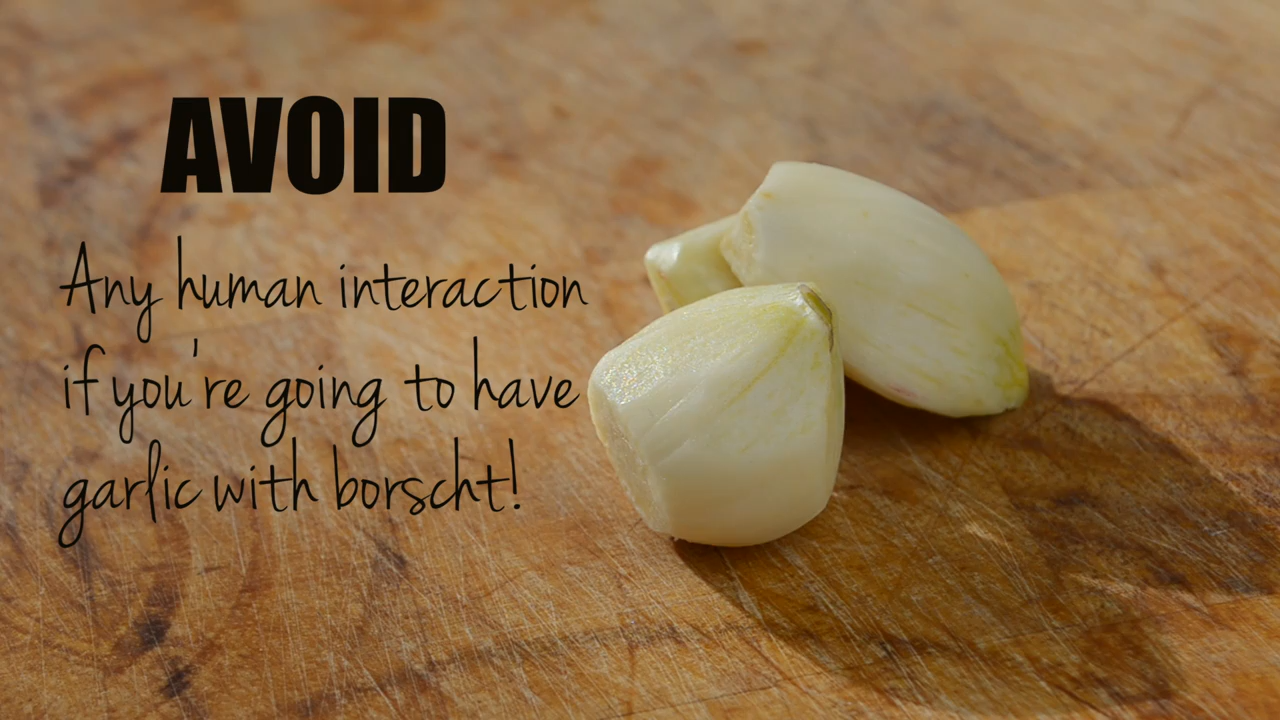 AVOID
Any human interaction
if you're going to have
garlic with borscht!